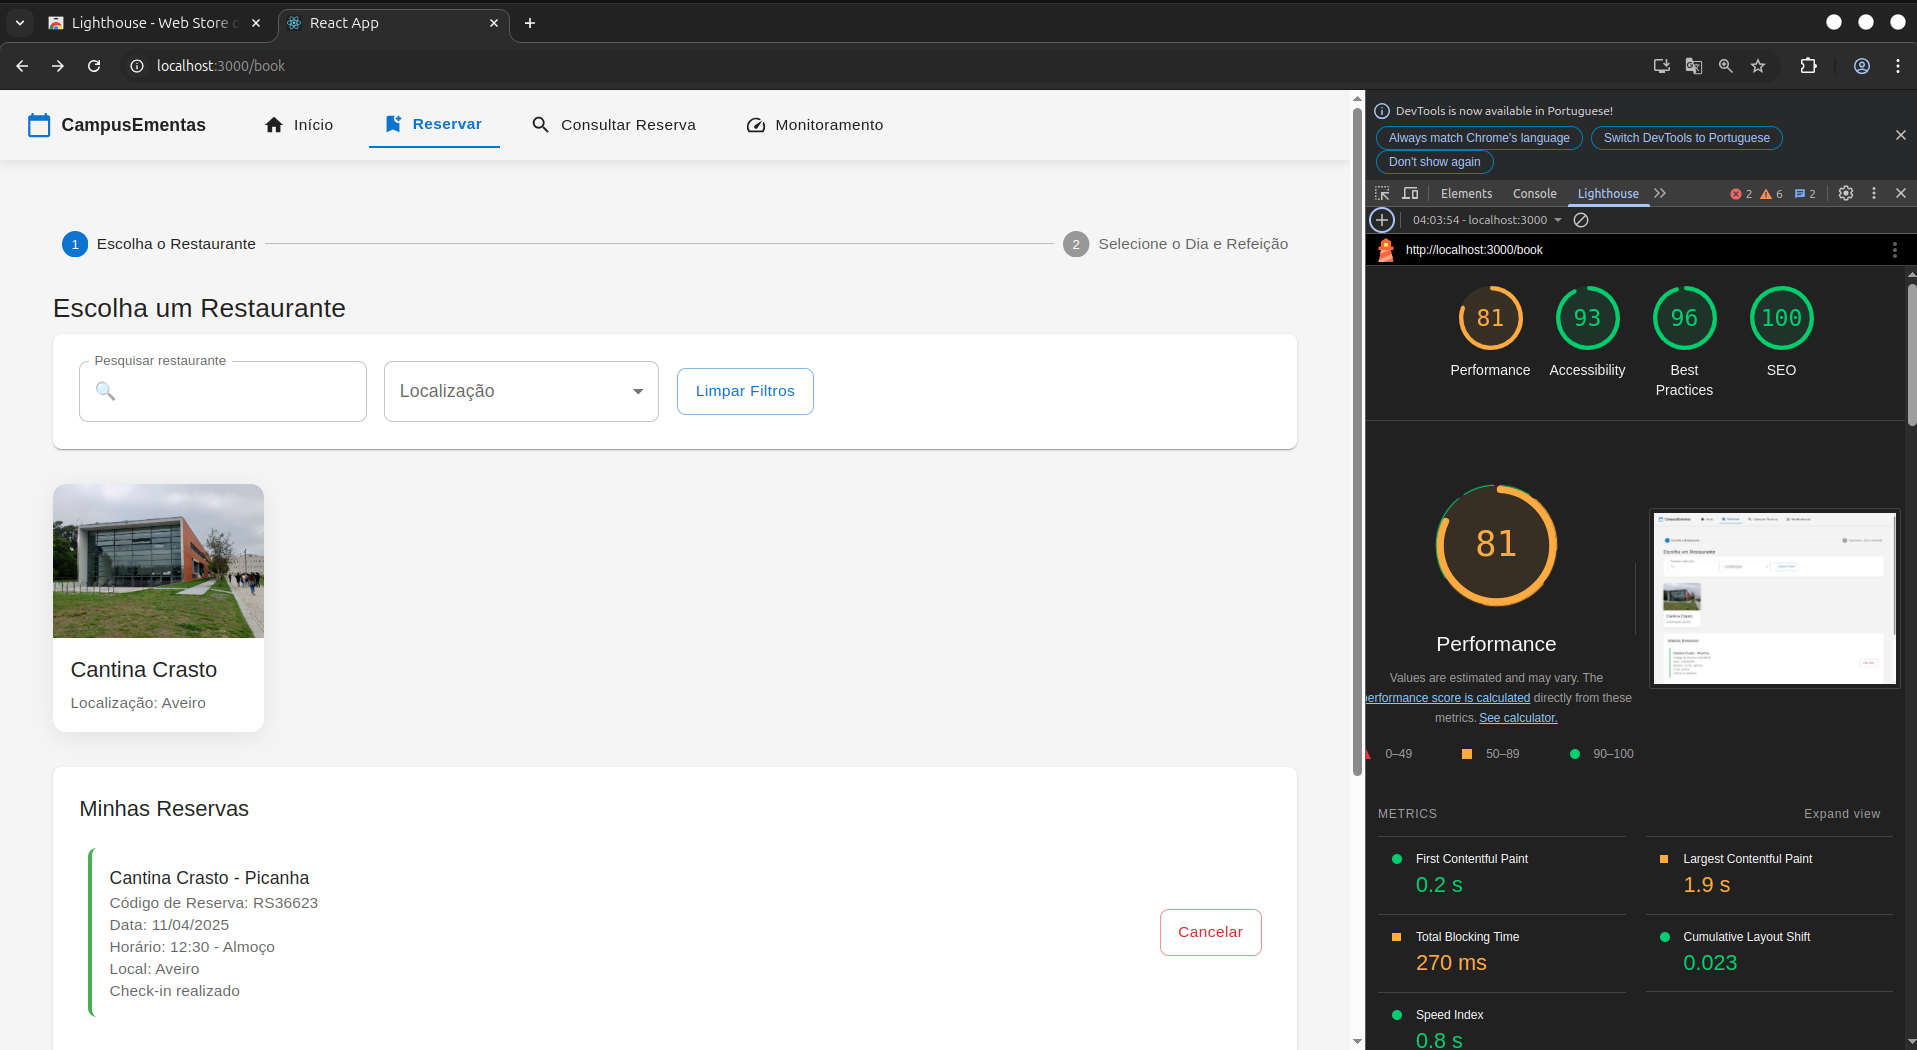 Lighthouse - Web Store
React App
localhost:3000/book
CampusEmentas
Início
Reservar
Consultar Reserva
Monitoramento
1 Escolha o Restaurante
2 Selecione o Dia e Refeição
Escolha um Restaurante
Pesquisar restaurante
Localização
Limpar Filtros
Cantina Crasto
Localização: Aveiro
Minhas Reservas
Cantina Crasto - Picanha
Código de Reserva: RS36623
Data: 11/04/2025
Horário: 12:30 - Almoço
Local: Aveiro
Check-in realizado
Cancelar
DevTools is now available in Portuguese!
Always match Chrome's language
Switch DevTools to Portuguese
Don't show again
Elements
Console
Lighthouse
2
6
2
04:03:54 - localhost:3000
http://localhost:3000/book
81
93
96
100
Performance
Accessibility
Best
Practices
SEO
81
Performance
Values are estimated and may vary. The
performance score is calculated directly from these
metrics. See calculator.
0–49
50–89
90–100
METRICS
Expand view
First Contentful Paint
0.2 s
Largest Contentful Paint
1.9 s
Total Blocking Time
270 ms
Cumulative Layout Shift
0.023
Speed Index
0.8 s